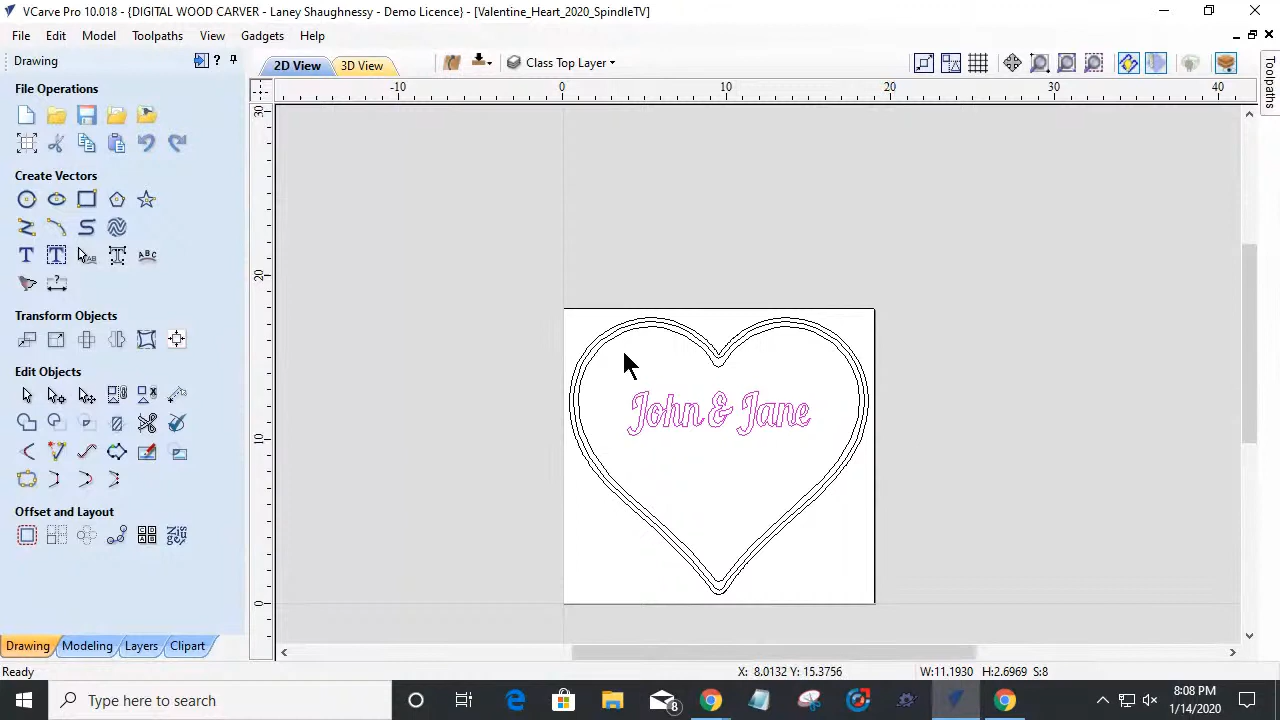 VCarve Pro 10.018 - {DIGITAL WOOD CARVER - Laney Shaughnessy - Demo Licence} - [Valentine_Heart_2020_SpindleTV]
File Edit Model Toolpaths View Gadgets Help
Drawing
2D View 3D View Class Top Layer
File Operations
Create Vectors
Transform Objects
Edit Objects
Offset and Layout
-10 0 10 20 30 40
30
20
10
0
John & Jane
Toolpaths
Drawing Modeling Layers Clipart
Ready X: 8.0132 Y: 15.3756 W:11.1930 H:2.6969 S:8
Type here to search 8 8:08 PM
1/14/2020